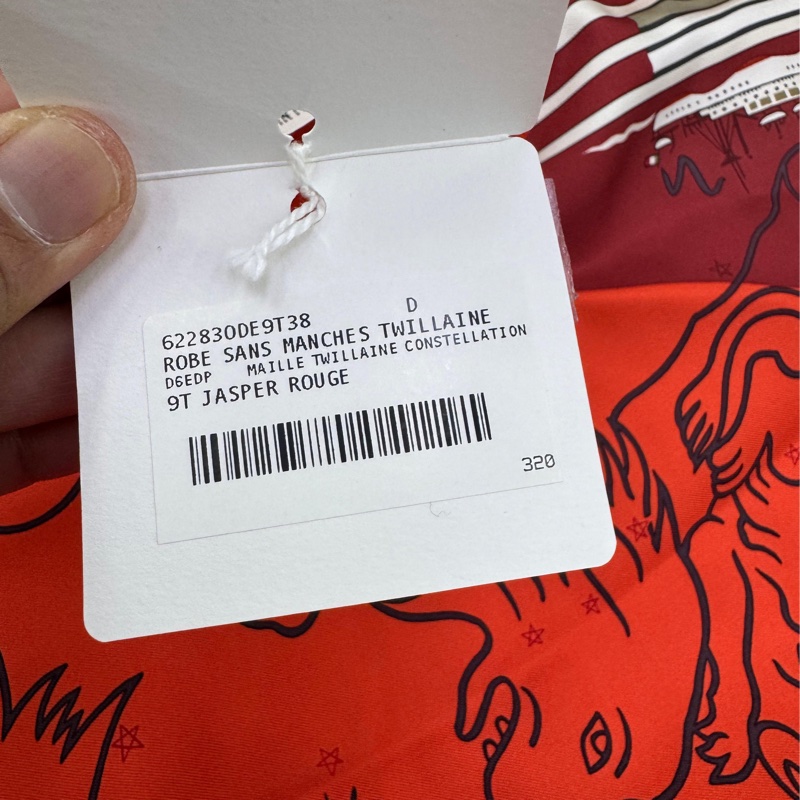 D
622830DE9T38
ROBE SANS MANCHES TWILLAINE
D6EDP MAILLE TWILLAINE CONSTELLATION
9T JASPER ROUGE
320